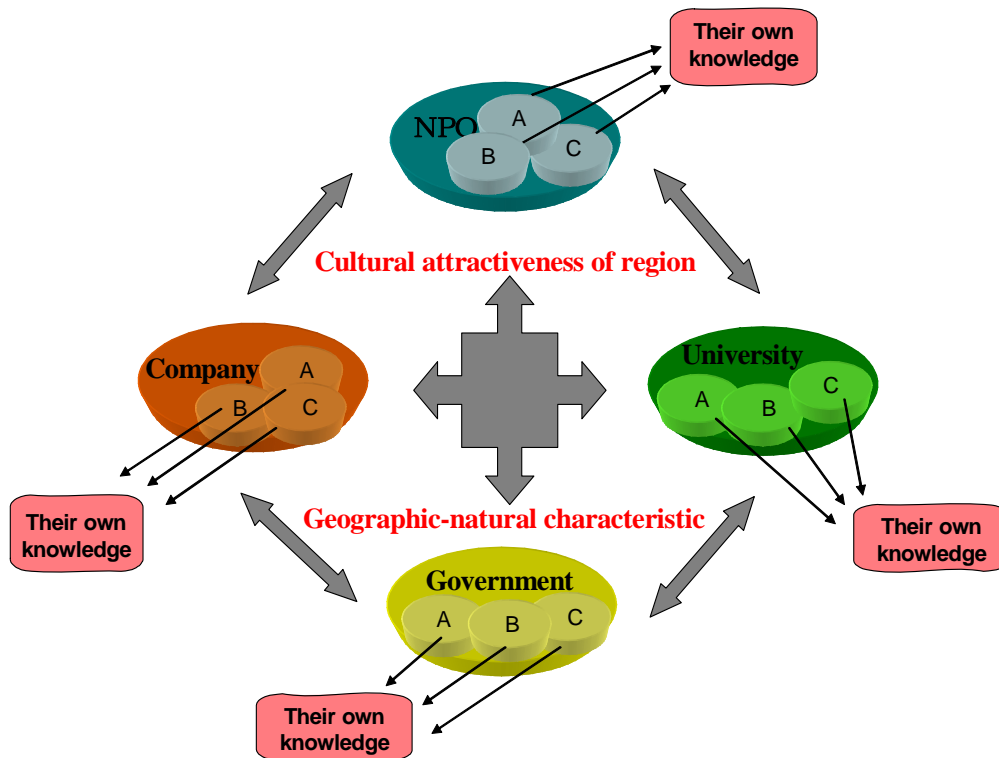 Their own
knowledge
NPO
A
B
C
Cultural attractiveness of region
Company
A
B
C
University
A
B
C
Their own
knowledge
Geographic-natural characteristic
Their own
knowledge
Government
A
B
C
Their own
knowledge